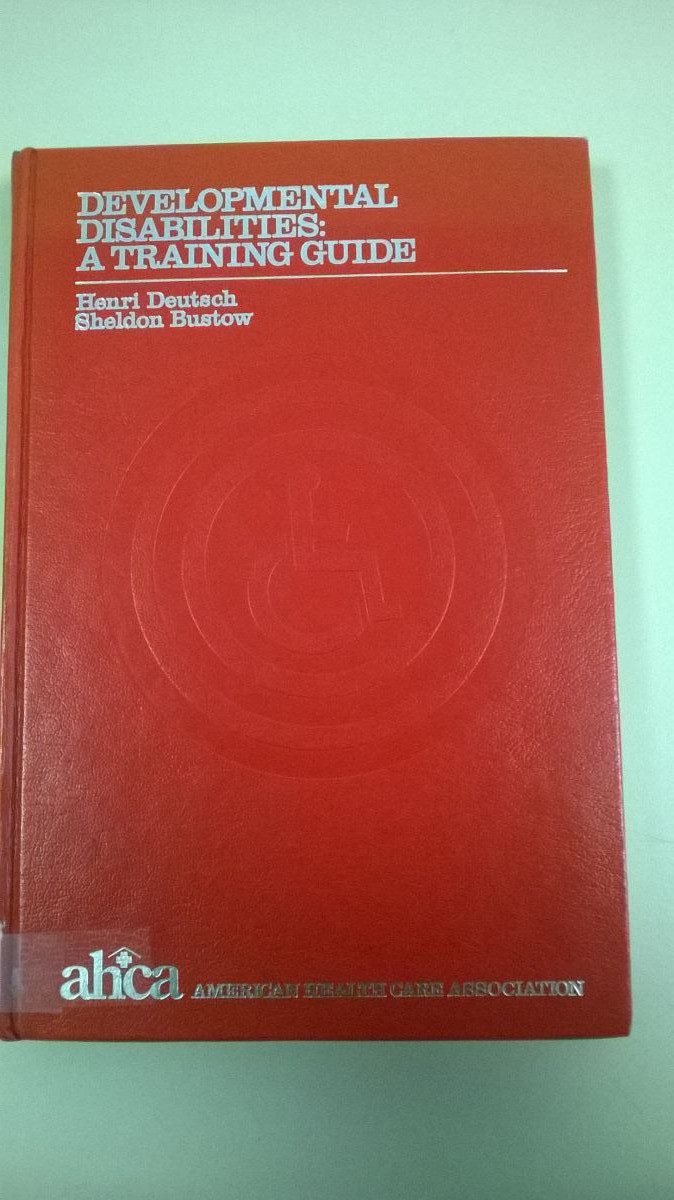 DEVELOPMENTAL
DISABILITIES:
A TRAINING GUIDE
Henri Deutsch
Sheldon Bustow
ahca AMERICAN HEALTH CARE ASSOCIATION